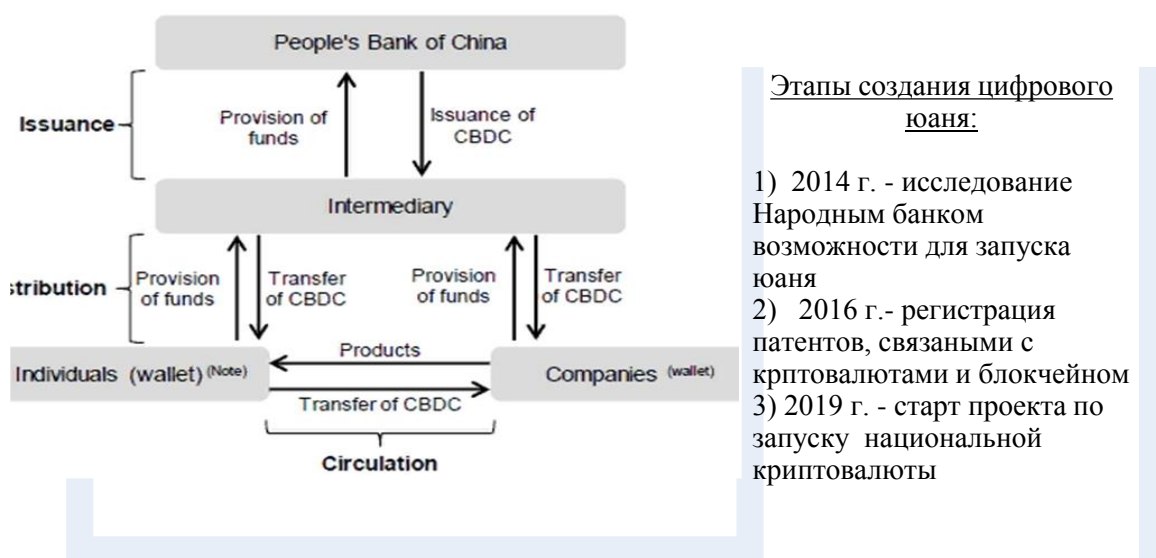 People's Bank of China
Issuance
Provision of
funds
Issuance of
CBDC
Intermediary
stribution
Provision
of funds
Transfer
of CBDC
Provision
of funds
Transfer
of CBDC
Individuals (wallet) (Note)
Products
Companies (wallet)
Transfer of CBDC
Circulation
Этапы создания цифрового
юаня:
1) 2014 г. - исследование
Народным банком
возможности для запуска
юаня
2) 2016 г.- регистрация
патентов, связаными с
крптовалютами и блокчейном
3) 2019 г. - старт проекта по
запуску национальной
криптовалюты